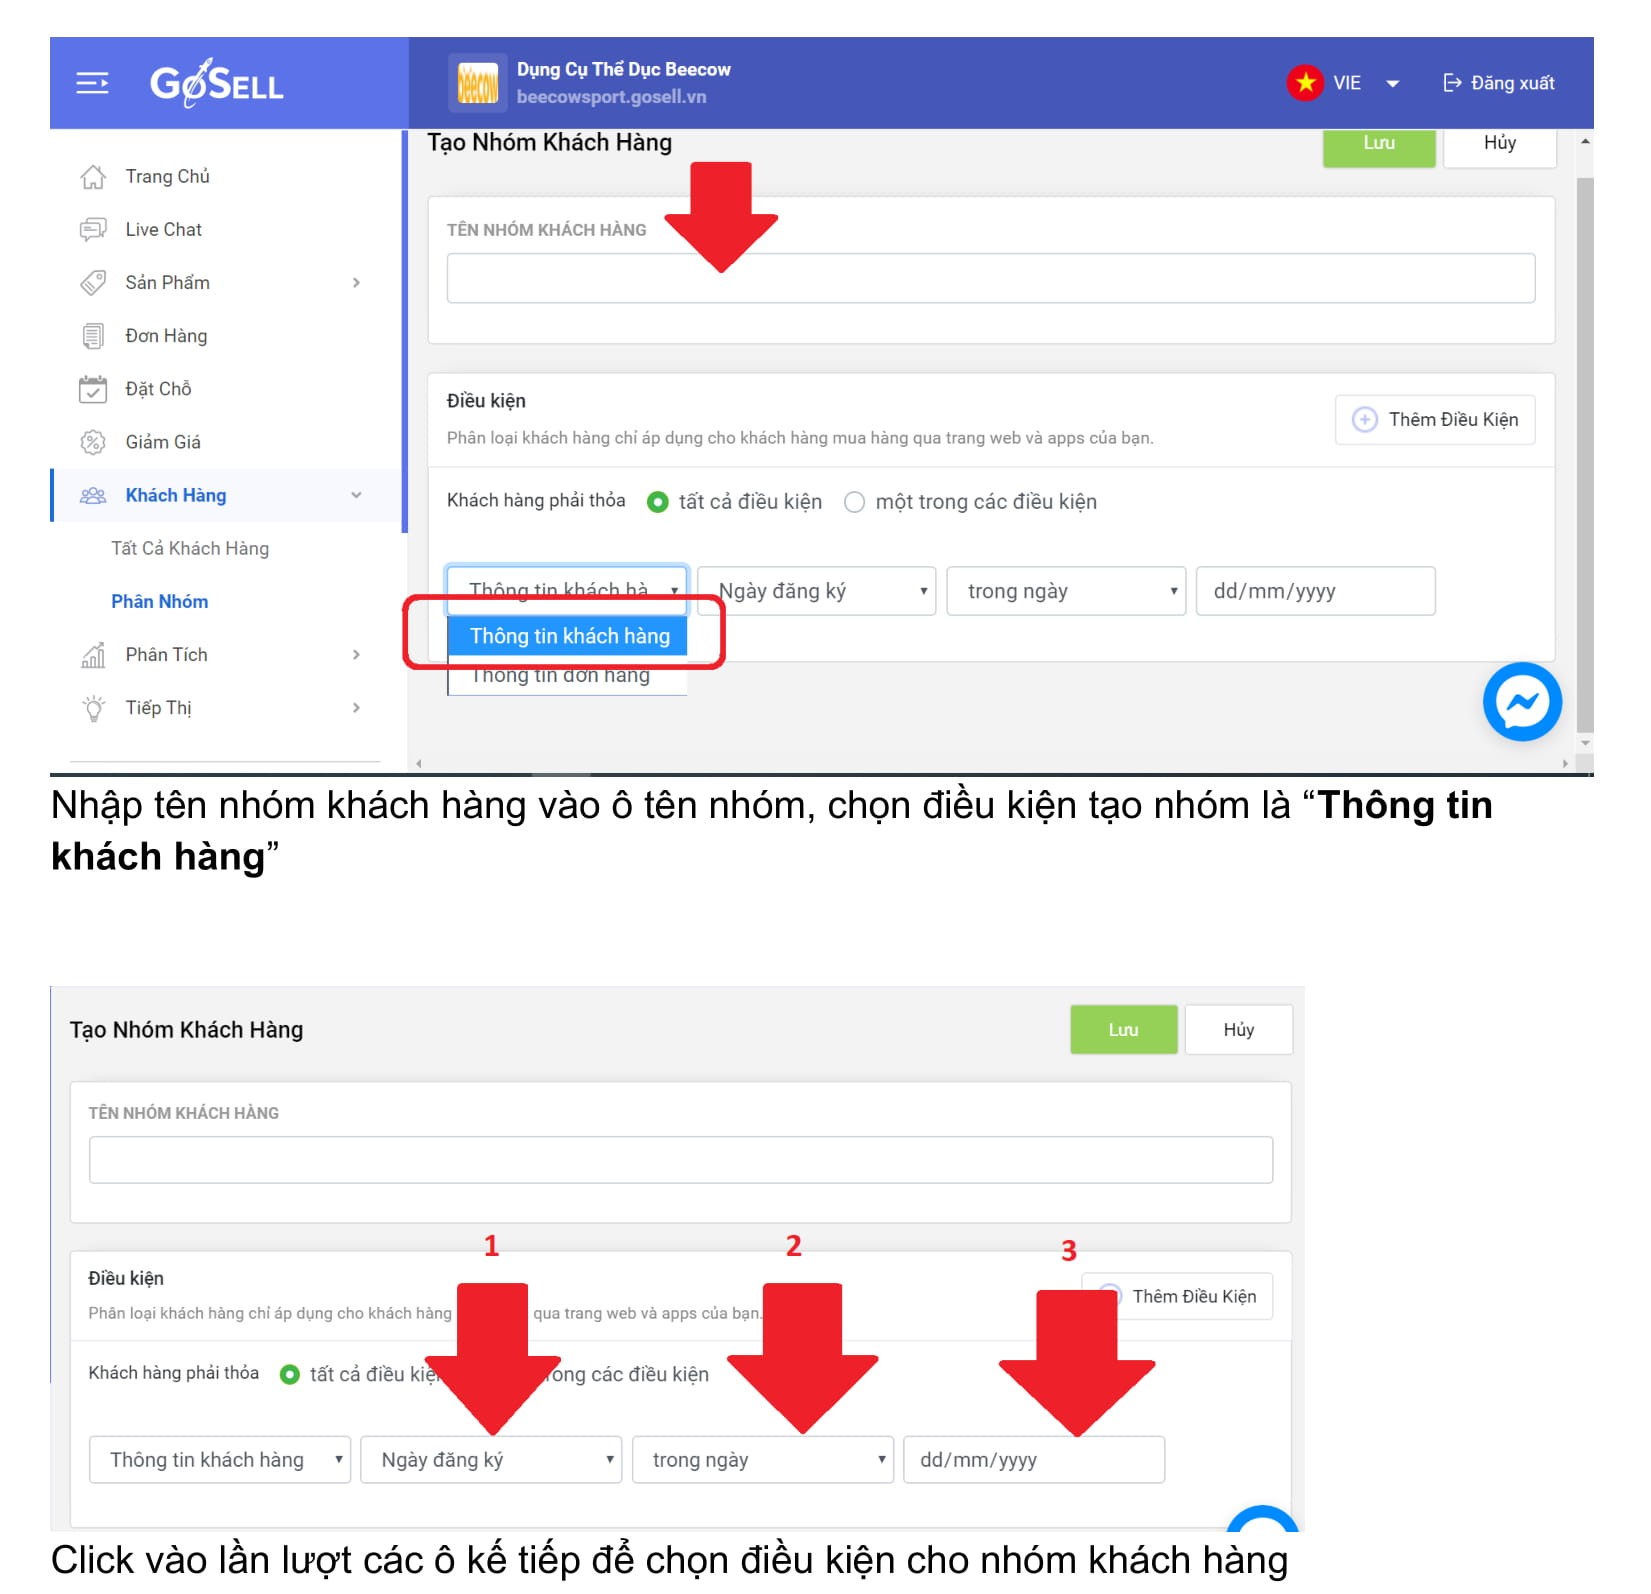 GoSELL
Dụng Cụ Thể Dục Beecow
beecowsport.gosell.vn
VIE
Đăng xuất
Trang Chủ
Live Chat
Sản Phẩm
Đơn Hàng
Đặt Chỗ
Giảm Giá
Khách Hàng
Tất Cả Khách Hàng
Phân Nhóm
Phân Tích
Tiếp Thị
Tạo Nhóm Khách Hàng
Lưu
Hủy
TÊN NHÓM KHÁCH HÀNG
Điều kiện
Phân loại khách hàng chỉ áp dụng cho khách hàng mua hàng qua trang web và apps của bạn.
Thêm Điều Kiện
Khách hàng phải thỏa tất cả điều kiện một trong các điều kiện
Thông tin khách hà Ngày đăng ký trong ngày dd/mm/yyyy
Thông tin khách hàng
Thông tin đơn hàng
Nhập tên nhóm khách hàng vào ô tên nhóm, chọn điều kiện tạo nhóm là “Thông tin
khách hàng”
Tạo Nhóm Khách Hàng
Lưu
Hủy
TÊN NHÓM KHÁCH HÀNG
1 2 3
Điều kiện
Phân loại khách hàng chỉ áp dụng cho khách hàng qua trang web và apps của bạn.
Thêm Điều Kiện
Khách hàng phải thỏa tất cả điều kiện các điều kiện
Thông tin khách hàng Ngày đăng ký trong ngày dd/mm/yyyy
Click vào lần lượt các ô kế tiếp để chọn điều kiện cho nhóm khách hàng